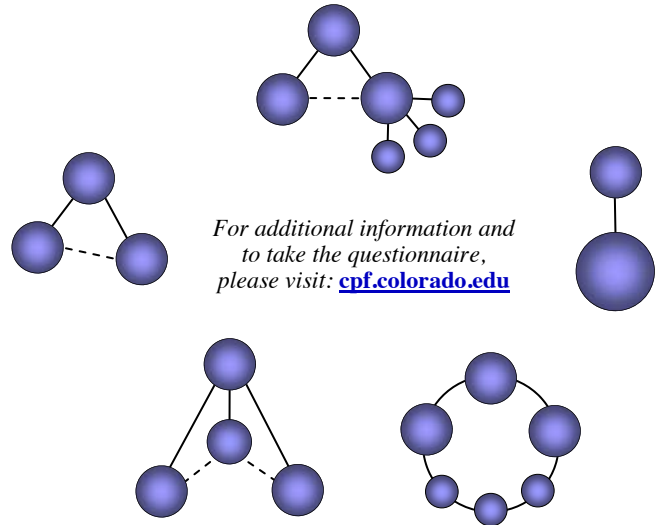 For additional information and
to take the questionnaire,
please visit: cpf.colorado.edu